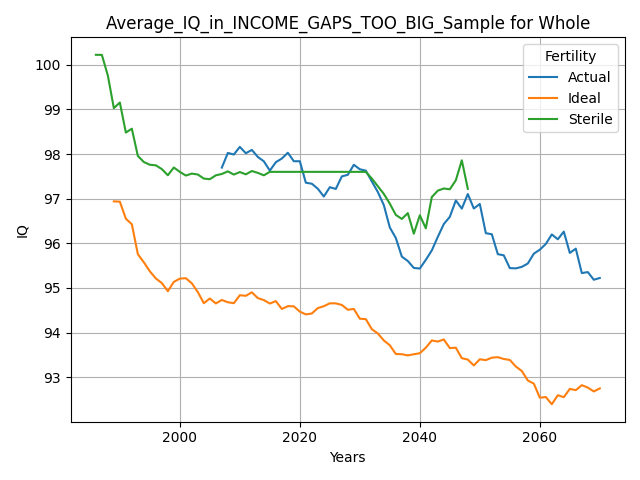 Average_IQ_in_INCOME_GAPS_TOO_BIG_Sample for Whole
Fertility
Actual
Ideal
Sterile
IQ
100
99
98
97
96
95
94
93
2000
2020
2040
2060
Years